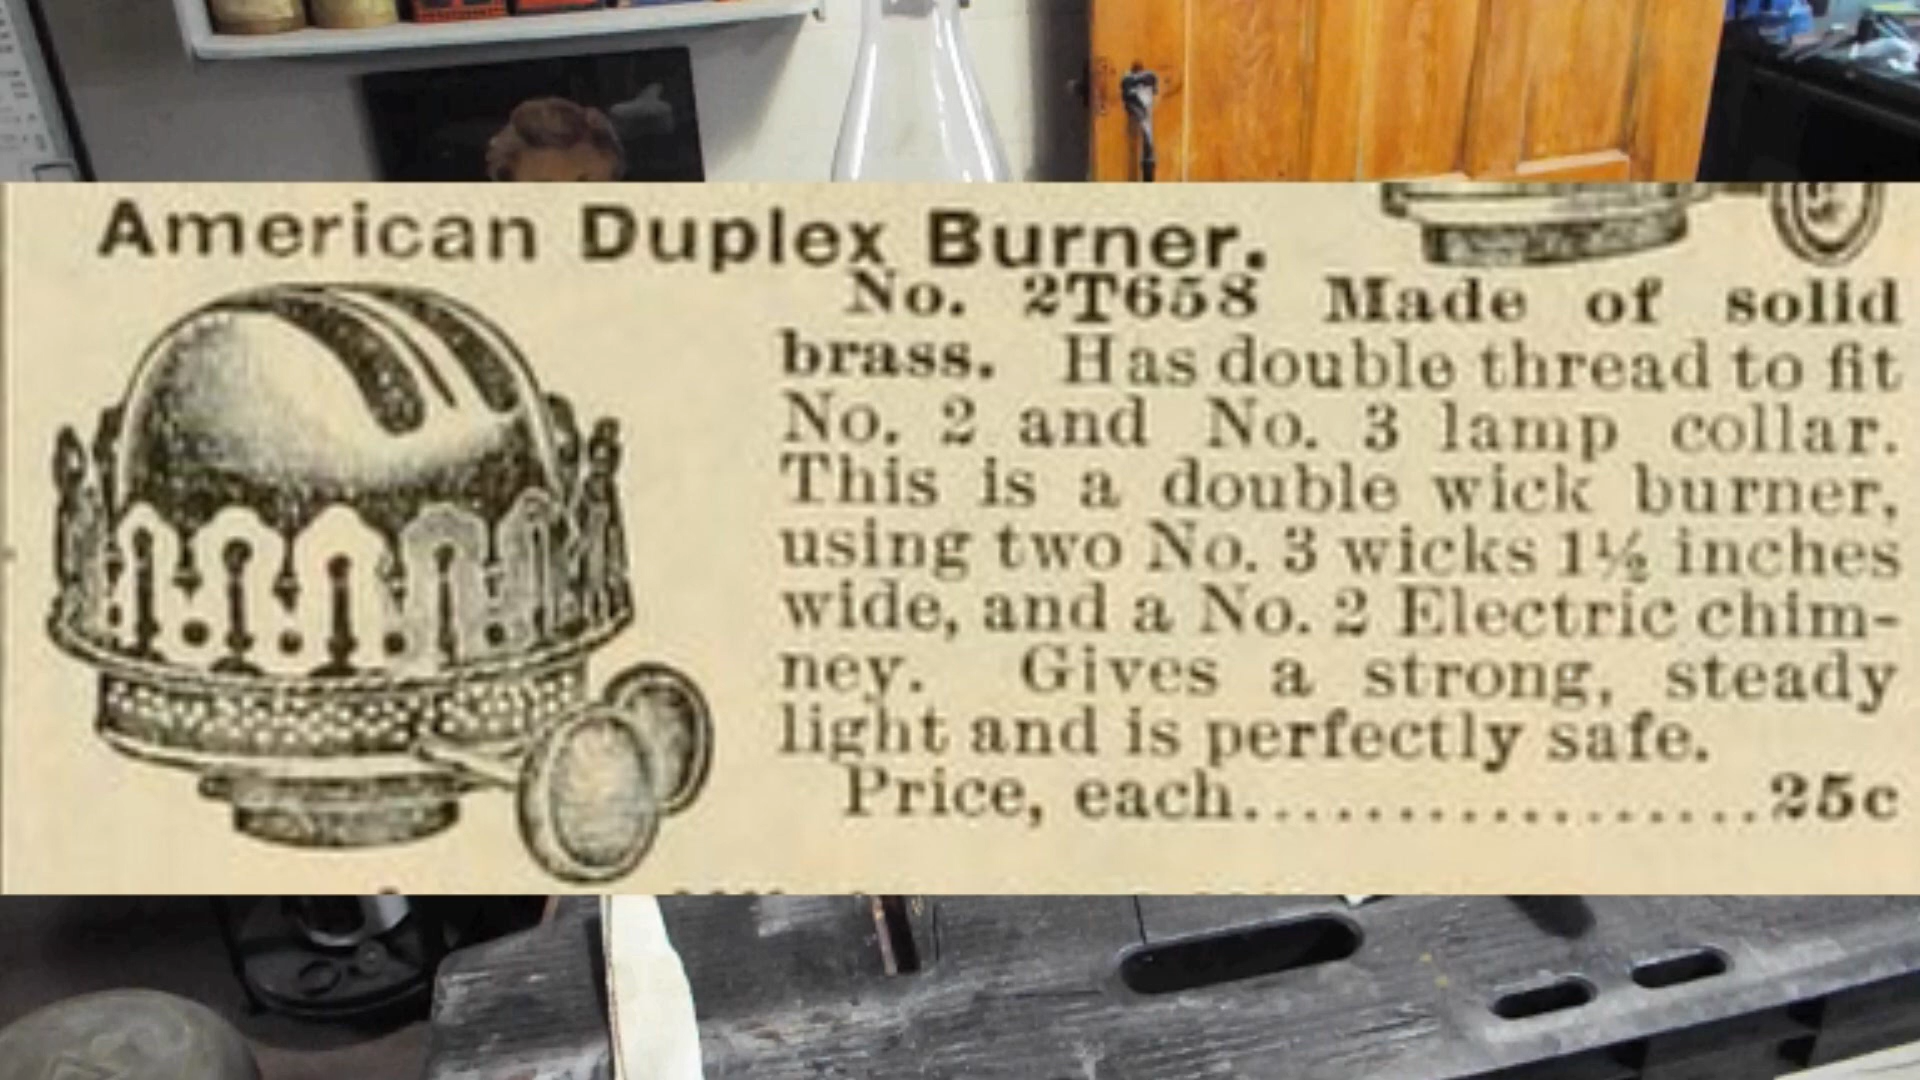 American Duplex Burner.
No. 2T658 Made of solid
brass. Has double thread to fit
No. 2 and No. 3 lamp collar.
This is a double wick burner,
using two No. 3 wicks 1½ inches
wide, and a No. 2 Electric chim-
ney. Gives a strong, steady
light and is perfectly safe.
Price, each.................25c